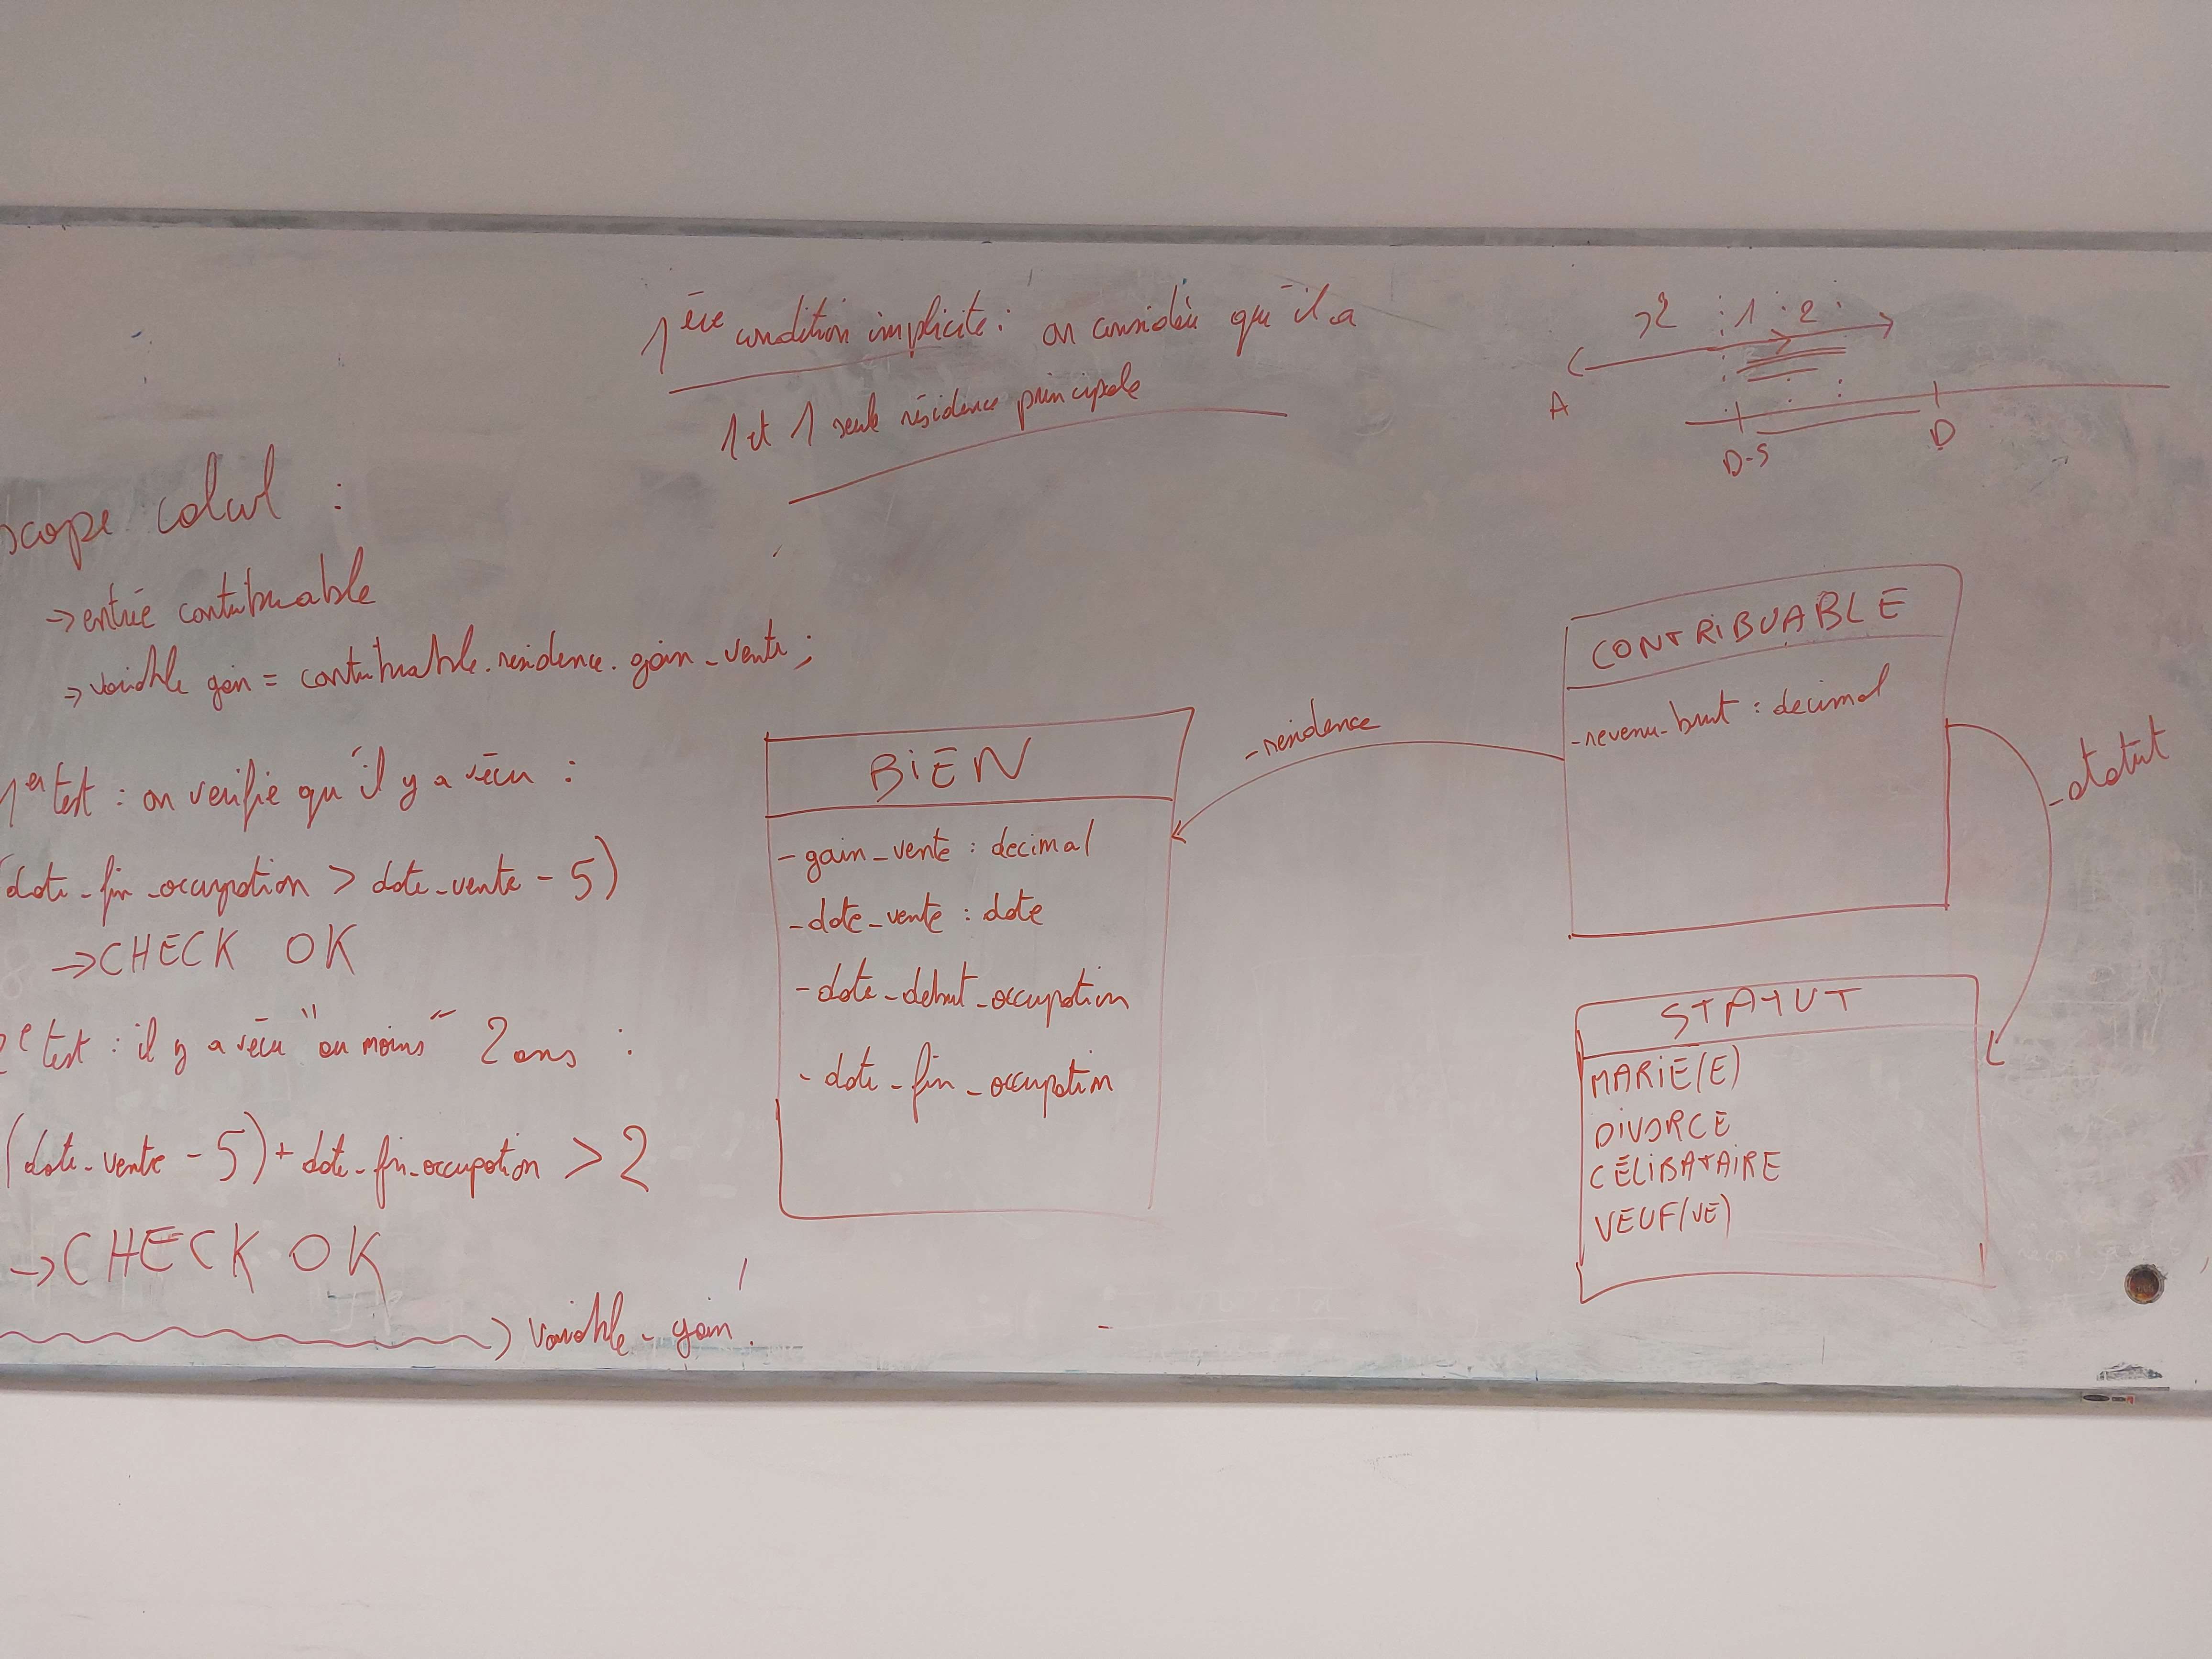 1ère condition implicite : on considère qu'il a
1 et 1 seule résidence principale
>2 1 2
A
D-5
D
scope calcul :
→ entrée contribuable
→ variable gain = contribuable.residence.gain_vente ;
1er test : on vérifie qu'il y a vécu :
(date_fin_occupation > date_vente - 5)
→ CHECK OK
2e test : il y a vécu "au moins" 2 ans :
(date_vente - 5) + date_fin_occupation > 2
→ CHECK OK
variable_gain
BIEN
- gain_vente : decimal
- date_vente : date
- date_debut_occupation
- date_fin_occupation
- residence
CONTRIBUABLE
- revenu_brut : decimal
- statut
STATUT
MARIÉ(E)
DIVORCE
CÉLIBATAIRE
VEUF(VE)